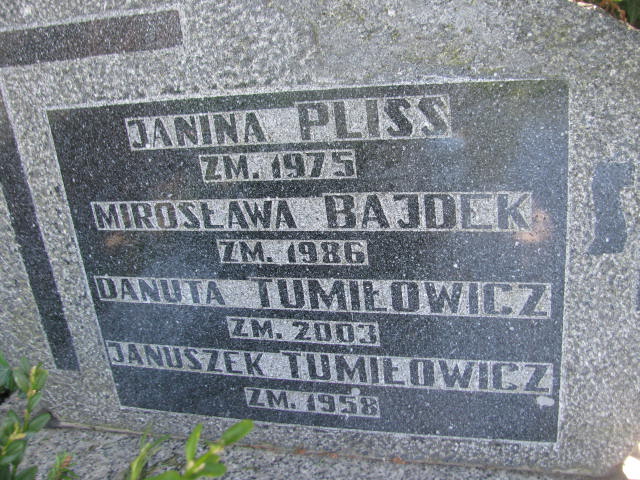 JANINA PLISS
ZM. 1975
MIROSŁAWA BAJDEK
ZM. 1986
DANUTA TUMIŁOWICZ
ZM. 2003
JANUSZEK TUMIŁOWICZ
ZM. 1958